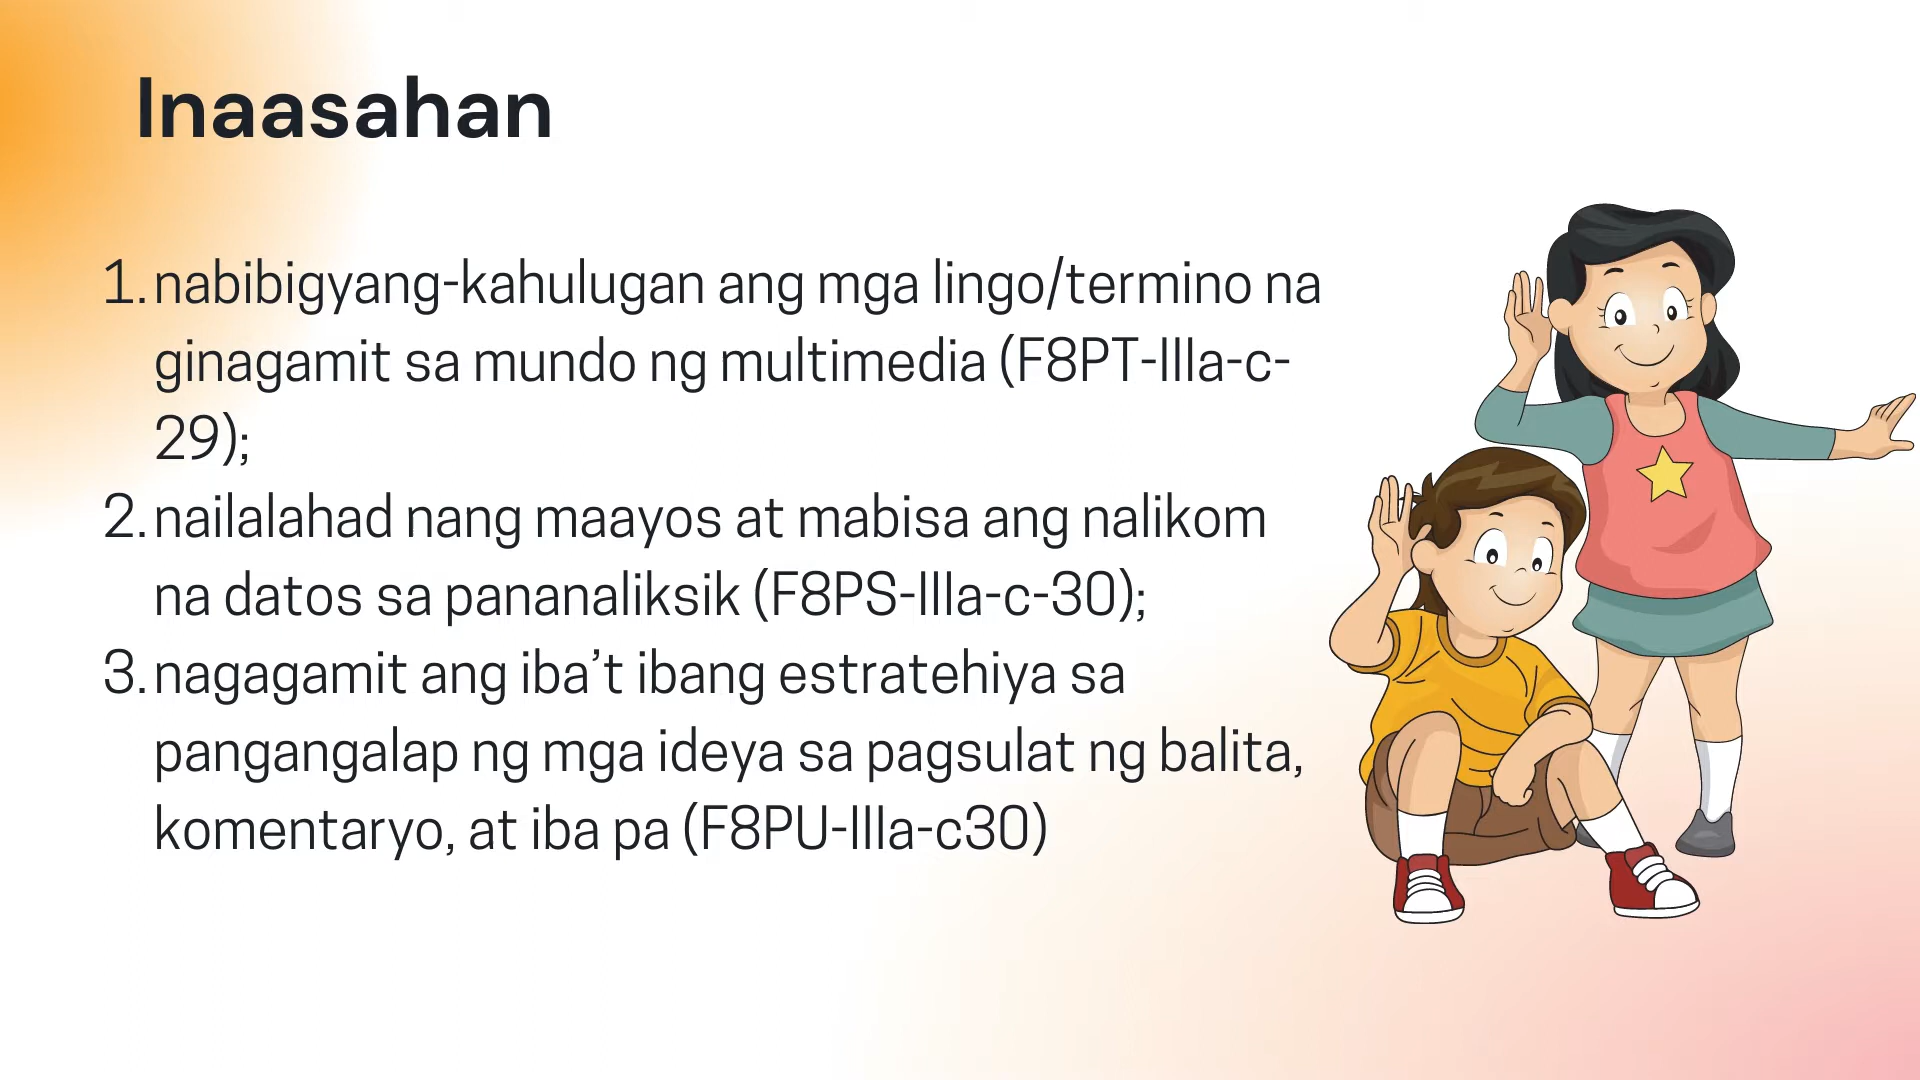 Inaasahan
1. nabibigyang-kahulugan ang mga lingo/termino na
ginagamit sa mundo ng multimedia (F8PT-IIIa-c-
29);
2. nailalahad nang maayos at mabisa ang nalikom
na datos sa pananaliksik (F8PS-IIIa-c-30);
3. nagagamit ang iba’t ibang estratehiya sa
pangangalap ng mga ideya sa pagsulat ng balita,
komentaryo, at iba pa (F8PU-IIIa-c30)